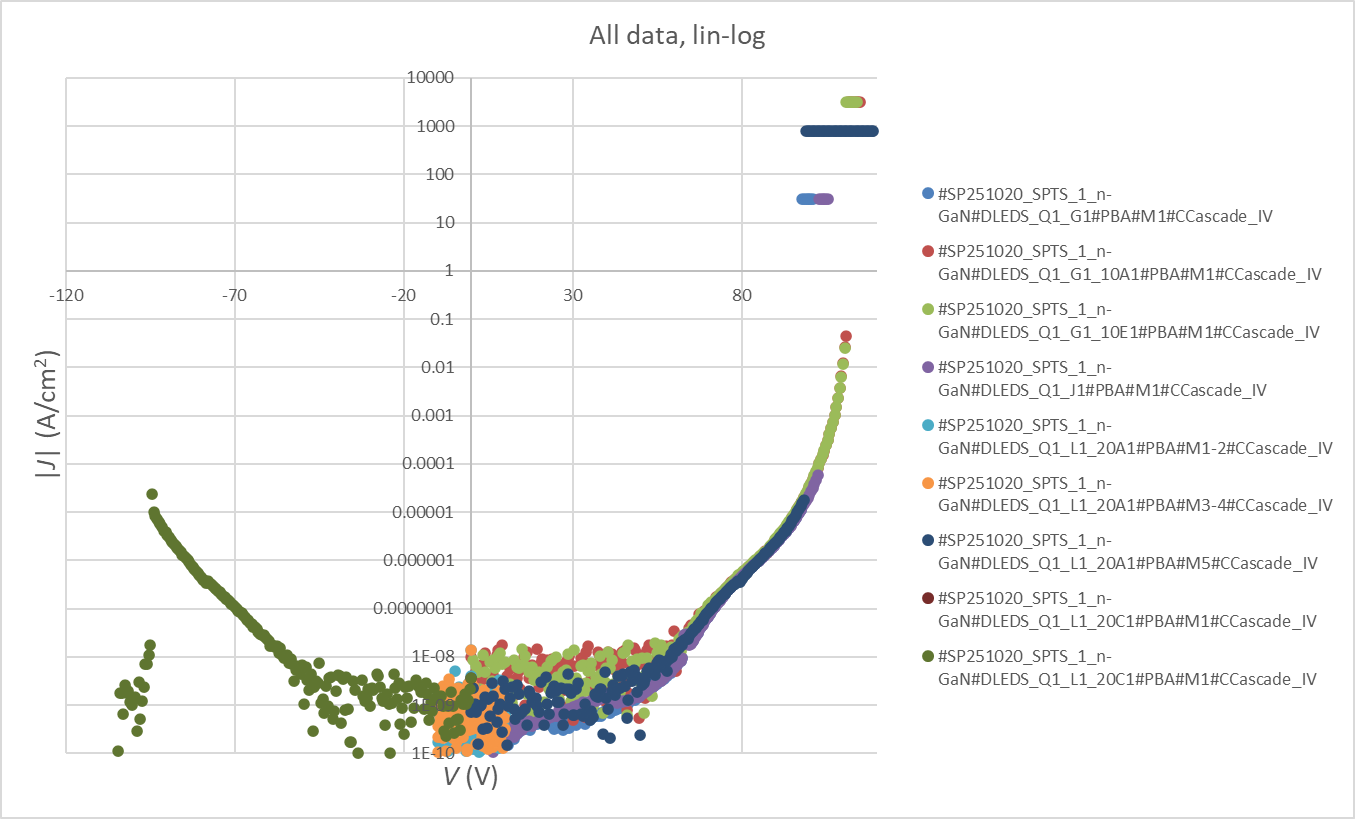 All data, lin-log
10000
1000
100
10
1
-120
-70
-20
30
80
0.1
0.01
0.001
0.0001
0.00001
0.000001
0.0000001
1E-08
1E-09
1E-10
|J| (A/cm2)
V (V)
#SP251020_SPTS_1_n-
GaN#DLEDS_Q1_G1#PBA#M1#CCascade_IV
#SP251020_SPTS_1_n-
GaN#DLEDS_Q1_G1_10A1#PBA#M1#CCascade_IV
#SP251020_SPTS_1_n-
GaN#DLEDS_Q1_G1_10E1#PBA#M1#CCascade_IV
#SP251020_SPTS_1_n-
GaN#DLEDS_Q1_J1#PBA#M1#CCascade_IV
#SP251020_SPTS_1_n-
GaN#DLEDS_Q1_L1_20A1#PBA#M1-2#CCascade_IV
#SP251020_SPTS_1_n-
GaN#DLEDS_Q1_L1_20A1#PBA#M3-4#CCascade_IV
#SP251020_SPTS_1_n-
GaN#DLEDS_Q1_L1_20A1#PBA#M5#CCascade_IV
#SP251020_SPTS_1_n-
GaN#DLEDS_Q1_L1_20C1#PBA#M1#CCascade_IV
#SP251020_SPTS_1_n-
GaN#DLEDS_Q1_L1_20C1#PBA#M1#CCascade_IV